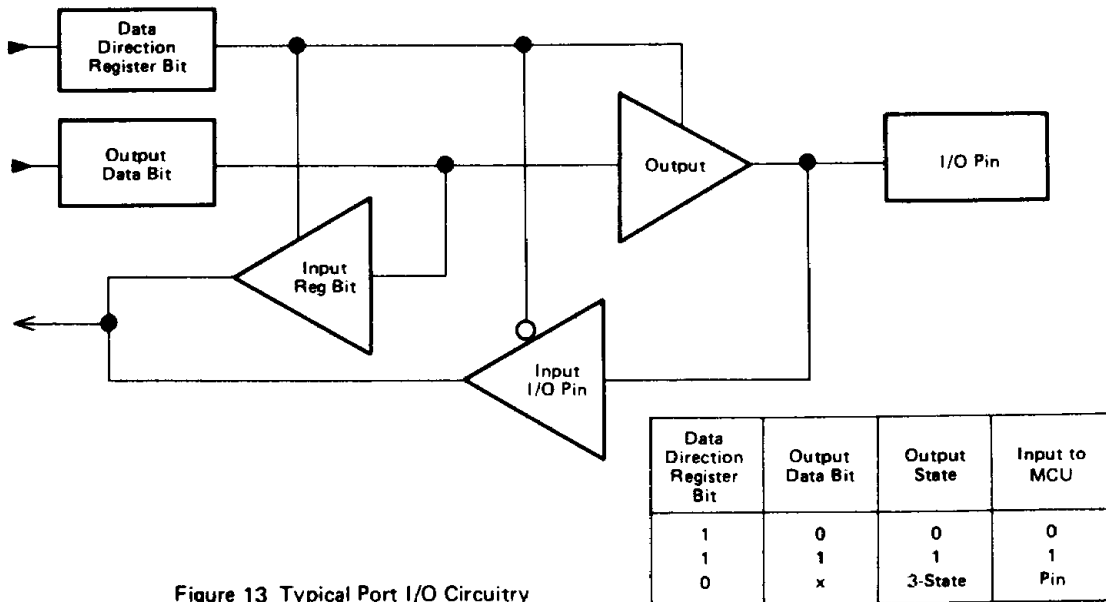 Data
Direction
Register Bit
Output
Data Bit
Output
I/O Pin
Input
Reg Bit
Input
I/O Pin
Data
Direction
Register
Bit
Output
Data Bit
Output
State
Input to
MCU
1 0 0 0
1 1 1 1
0 x 3-State Pin
Figure 13 Typical Port I/O Circuitry